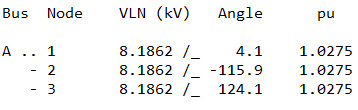 Bus Node VLN (kV) Angle pu
A .. 1 8.1862 /_ 4.1 1.0275
- 2 8.1862 /_ -115.9 1.0275
- 3 8.1862 /_ 124.1 1.0275